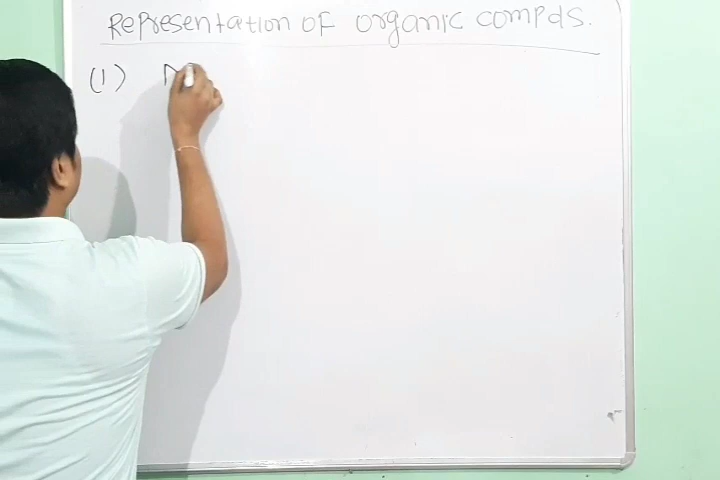 Representation of organic compds.
(1)